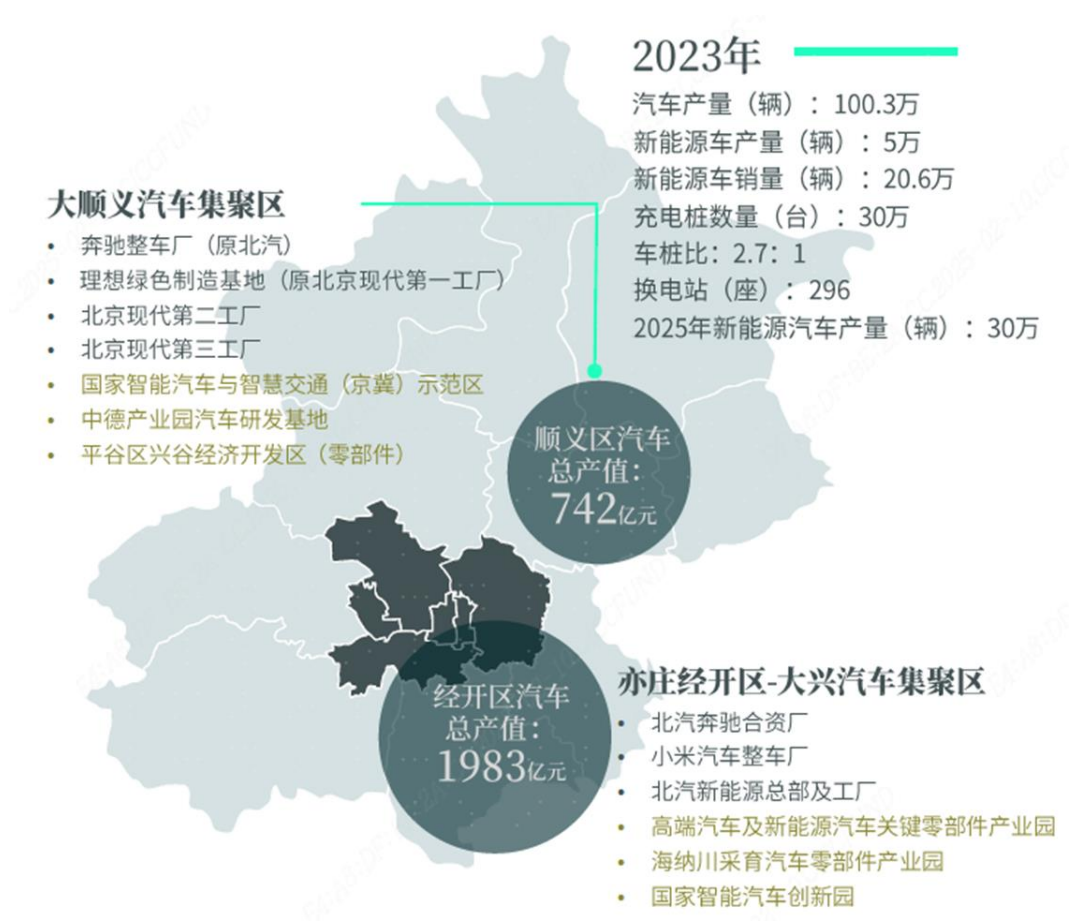 2023年
汽车产量（辆）：100.3万
新能源车产量（辆）：5万
新能源车销量（辆）：20.6万
充电桩数量（台）：30万
车桩比：2.7：1
换电站（座）：296
2025年新能源汽车产量（辆）：30万
大顺义汽车集聚区
• 奔驰整车厂（原北汽）
• 理想绿色制造基地（原北京现代第一工厂）
• 北京现代第二工厂
• 北京现代第三工厂
• 国家智能汽车与智慧交通（京冀）示范区
• 中德产业园汽车研发基地
• 平谷区兴谷经济开发区（零部件）
顺义区汽车
总产值：
742亿元
经开区汽车
总产值：
1983亿元
亦庄经开区-大兴汽车集聚区
• 北汽奔驰合资厂
• 小米汽车整车厂
• 北汽新能源总部及工厂
• 高端汽车及新能源汽车关键零部件产业园
• 海纳川采育汽车零部件产业园
• 国家智能汽车创新园